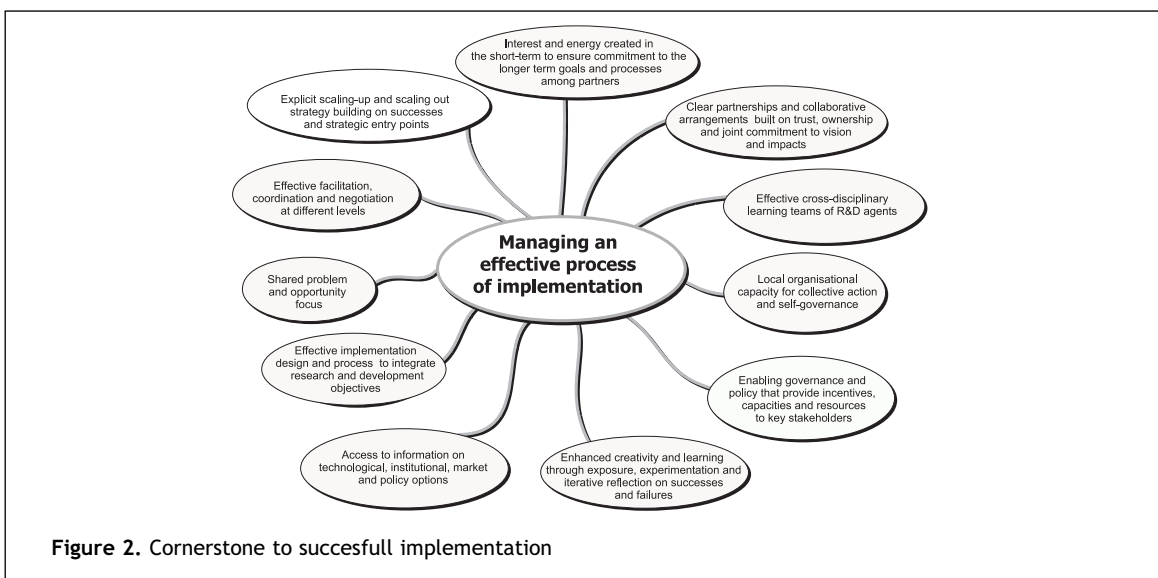 Interest and energy created in
the short-term to ensure commitment to the
longer term goals and processes
among partners
Clear partnerships and collaborative
arrangements built on trust, ownership
and joint commitment to vision
and impacts
Effective cross-disciplinary
learning teams of R&D agents
Local organisational
capacity for collective action
and self-governance
Enabling governance and
policy that provide incentives,
capacities and resources
to key stakeholders
Enhanced creativity and learning
through exposure, experimentation and
iterative reflection on successes
and failures
Access to information on
technological, institutional, market
and policy options
Effective implementation
design and process to integrate
research and development
objectives
Shared problem
and opportunity
focus
Effective facilitation,
coordination and negotiation
at different levels
Explicit scaling-up and scaling out
strategy building on successes
and strategic entry points
Managing an
effective process
of implementation
Figure 2. Cornerstone to succesfull implementation